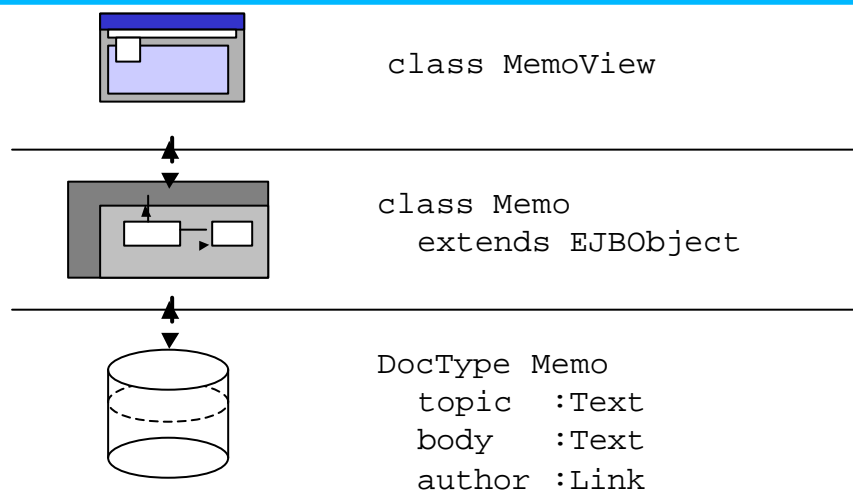 class MemoView
class Memo
extends EJBObject
DocType Memo
topic :Text
body :Text
author :Link